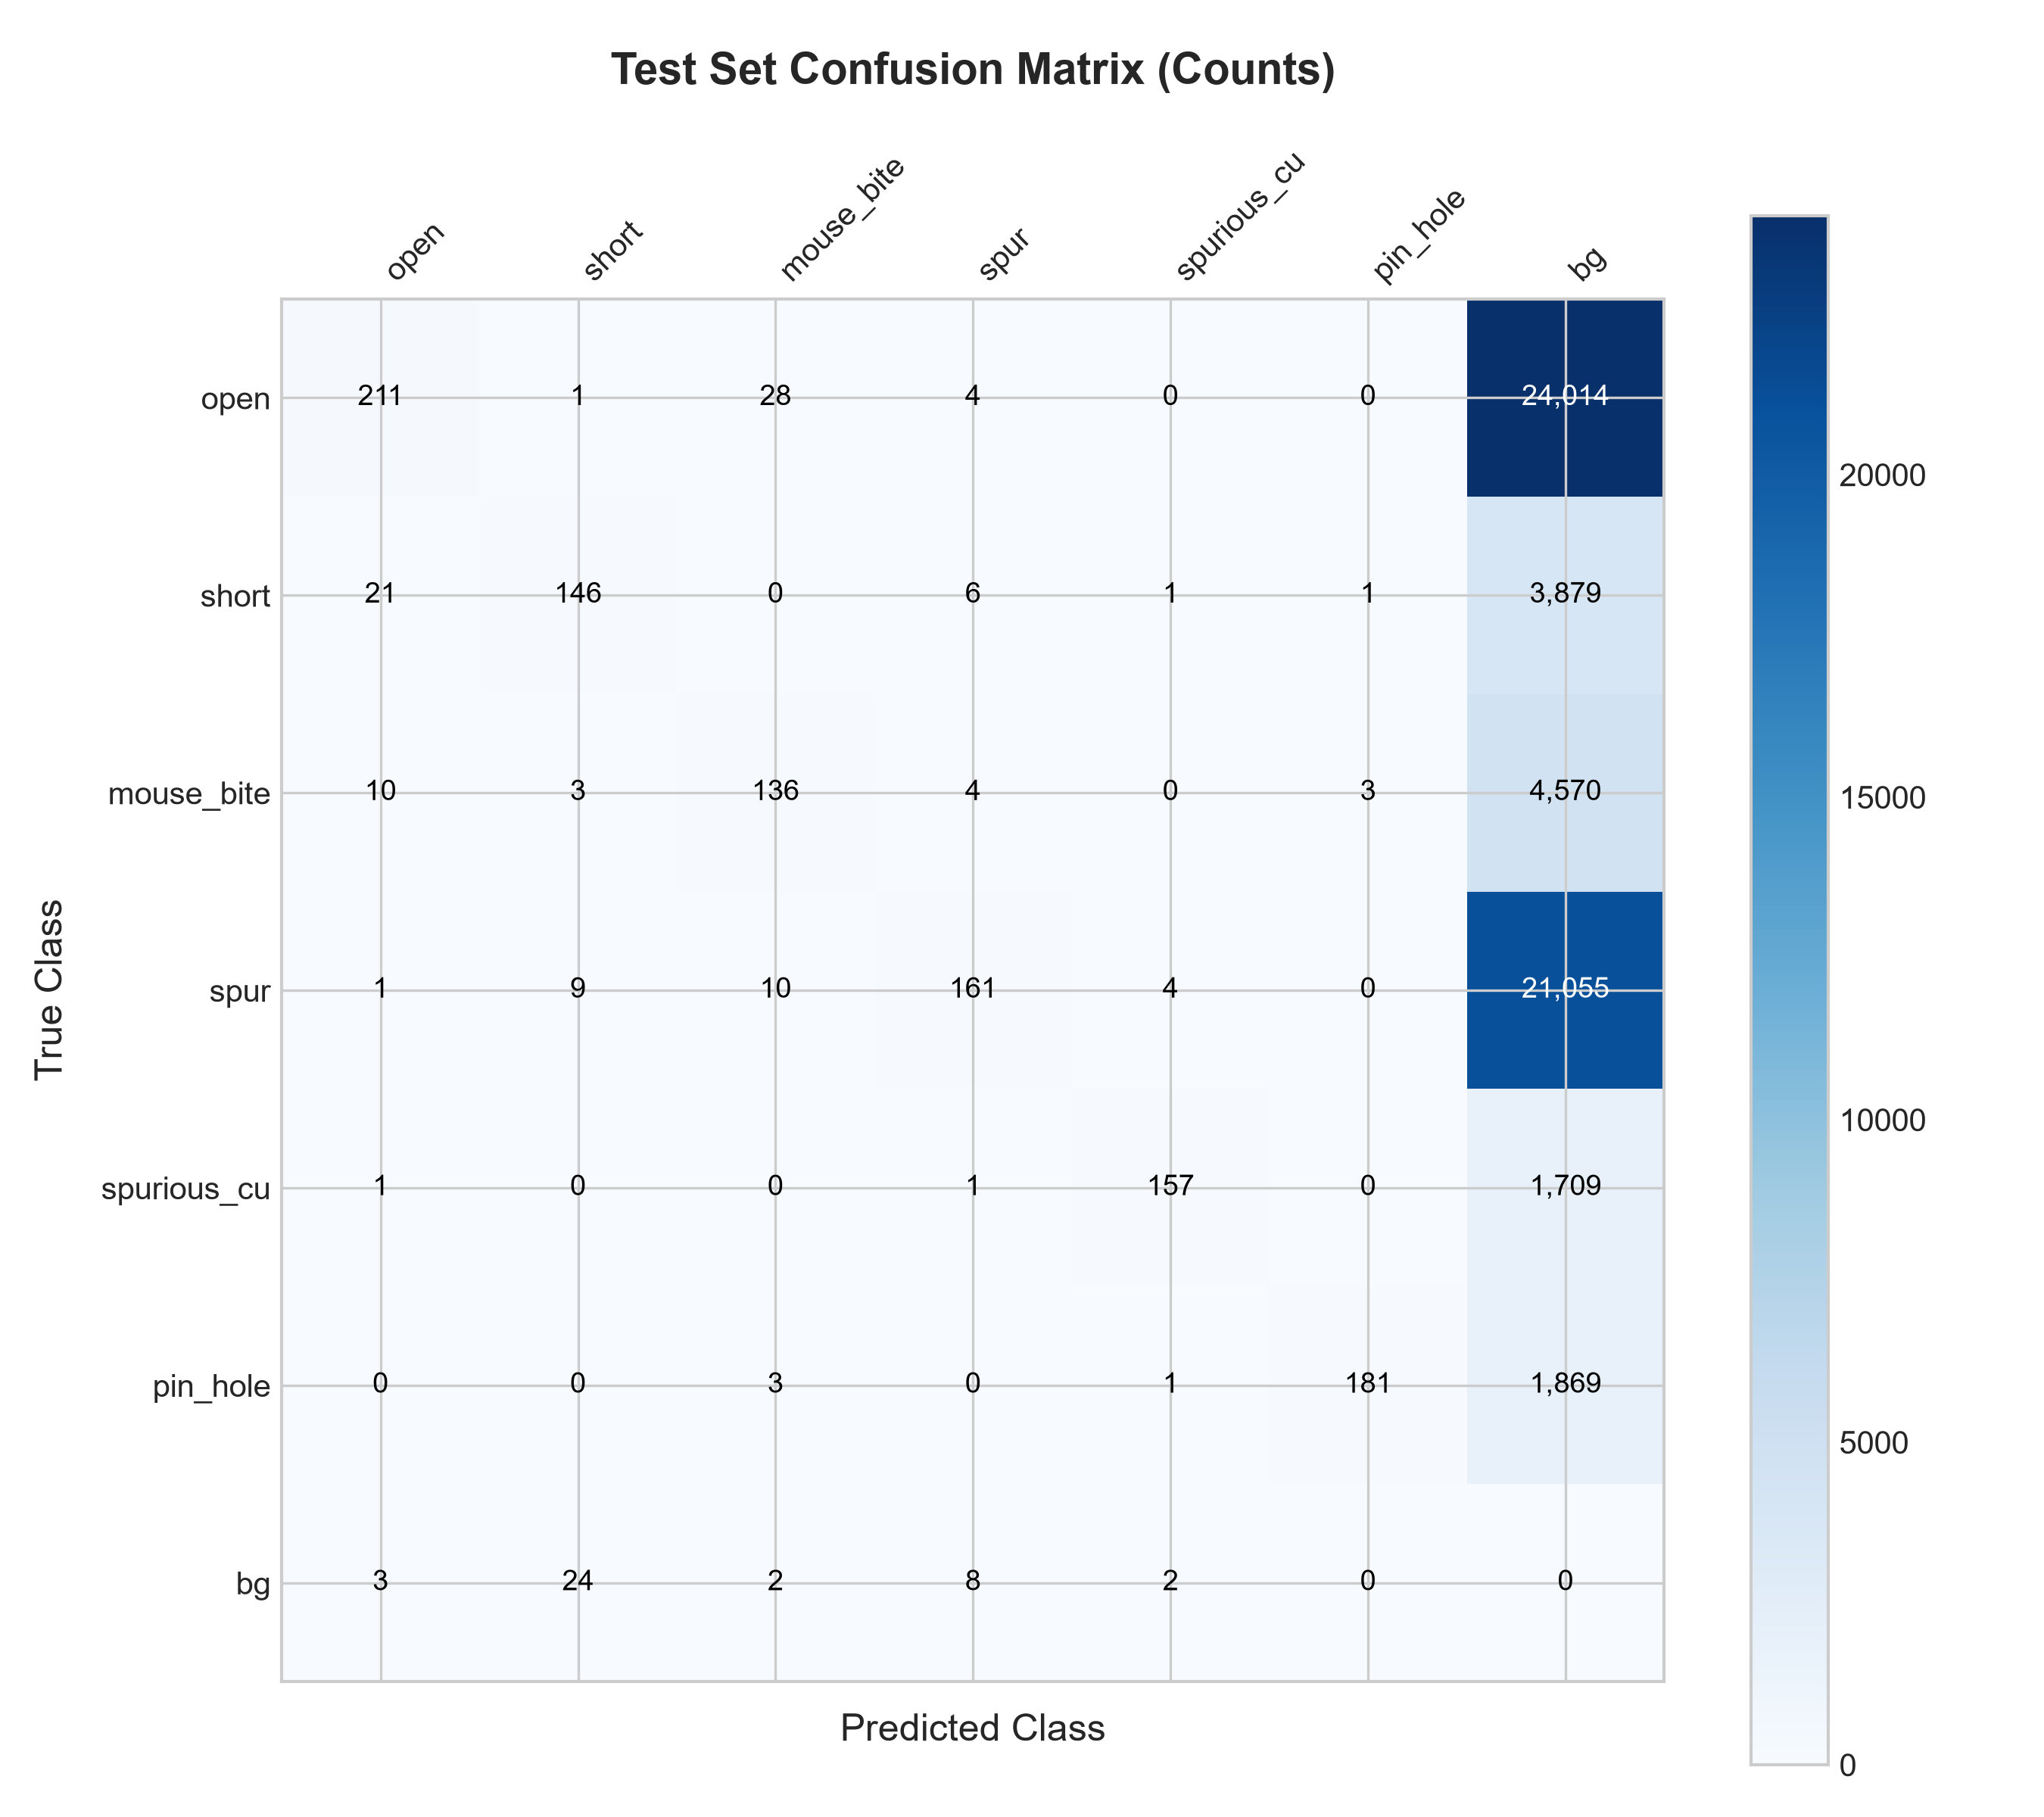 Test Set Confusion Matrix (Counts)
open short mouse_bite spur spurious_cu pin_hole bg
open 211 1 28 4 0 0 24,014
short 21 146 0 6 1 1 3,879
mouse_bite 10 3 136 4 0 3 4,570
spur 1 9 10 161 4 0 21,055
spurious_cu 1 0 0 1 157 0 1,709
pin_hole 0 0 3 0 1 181 1,869
bg 3 24 2 8 2 0 0
True Class
Predicted Class
20000
15000
10000
5000
0